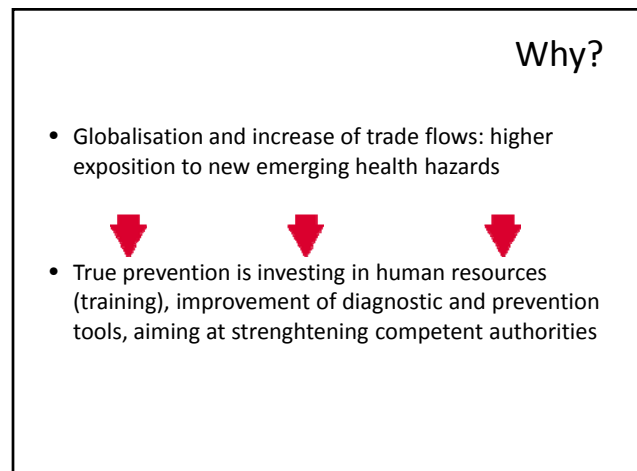 Why?
• Globalisation and increase of trade flows: higher
exposition to new emerging health hazards
• True prevention is investing in human resources
(training), improvement of diagnostic and prevention
tools, aiming at strenghtening competent authorities